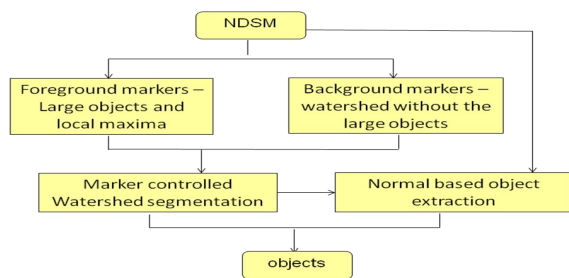 NDSM
Foreground markers –
Large objects and
local maxima
Background markers –
watershed without the
large objects
Marker controlled
Watershed segmentation
Normal based object
extraction
objects